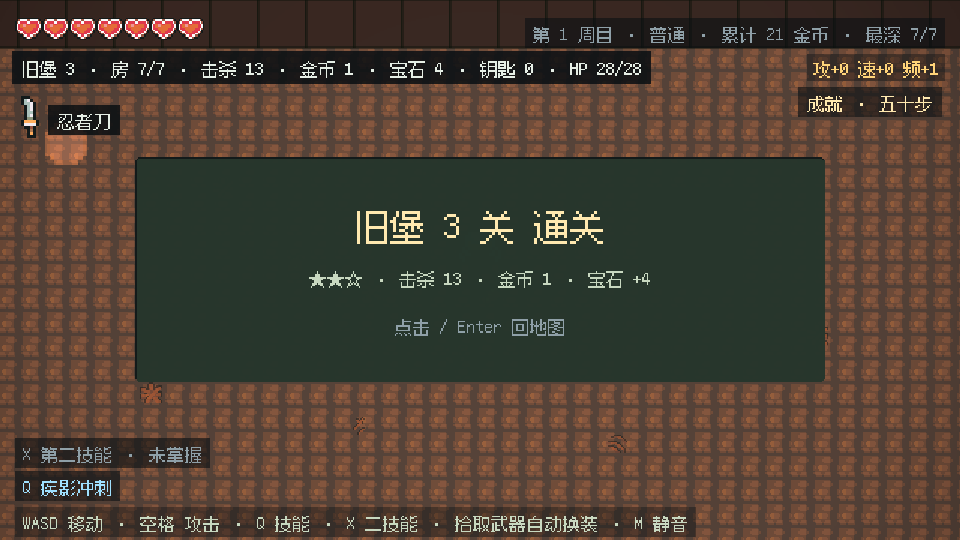 第 1 周目 · 普通 · 累计 21 金币 · 最深 7/7
旧堡 3 · 房 7/7 · 击杀 13 · 金币 1 · 宝石 4 · 钥匙 0 · HP 28/28
攻+0 速+0 频+1
成就 · 五十步
忍者刀
旧堡 3 关 通关
★★☆ · 击杀 13 · 金币 1 · 宝石 +4
点击 / Enter 回地图
X 第二技能 · 未掌握
Q 疾影冲刺
WASD 移动 · 空格 攻击 · Q 技能 · X 二技能 · 拾取武器自动换装 · M 静音